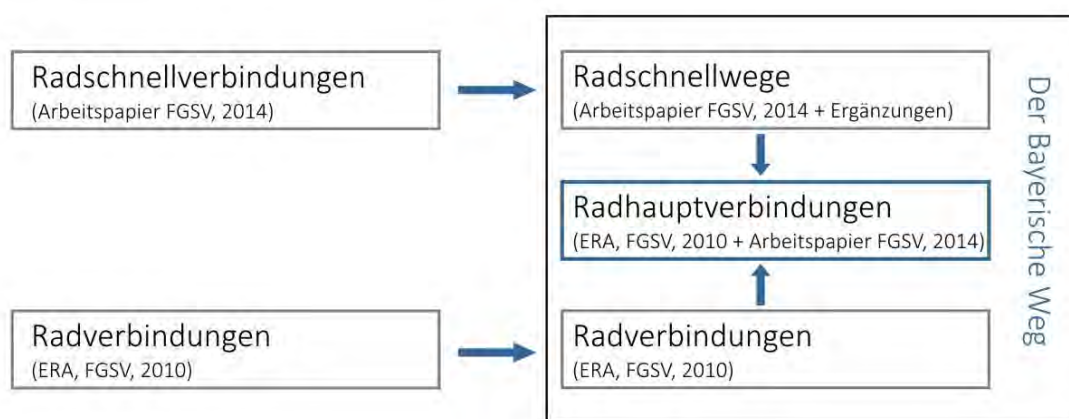 Radschnellverbindungen
(Arbeitspapier FGSV, 2014)
Radschnellwege
(Arbeitspapier FGSV, 2014 + Ergänzungen)
Radhauptverbindungen
(ERA, FGSV, 2010 + Arbeitspapier FGSV, 2014)
Radverbindungen
(ERA, FGSV, 2010)
Radverbindungen
(ERA, FGSV, 2010)
Der Bayerische Weg